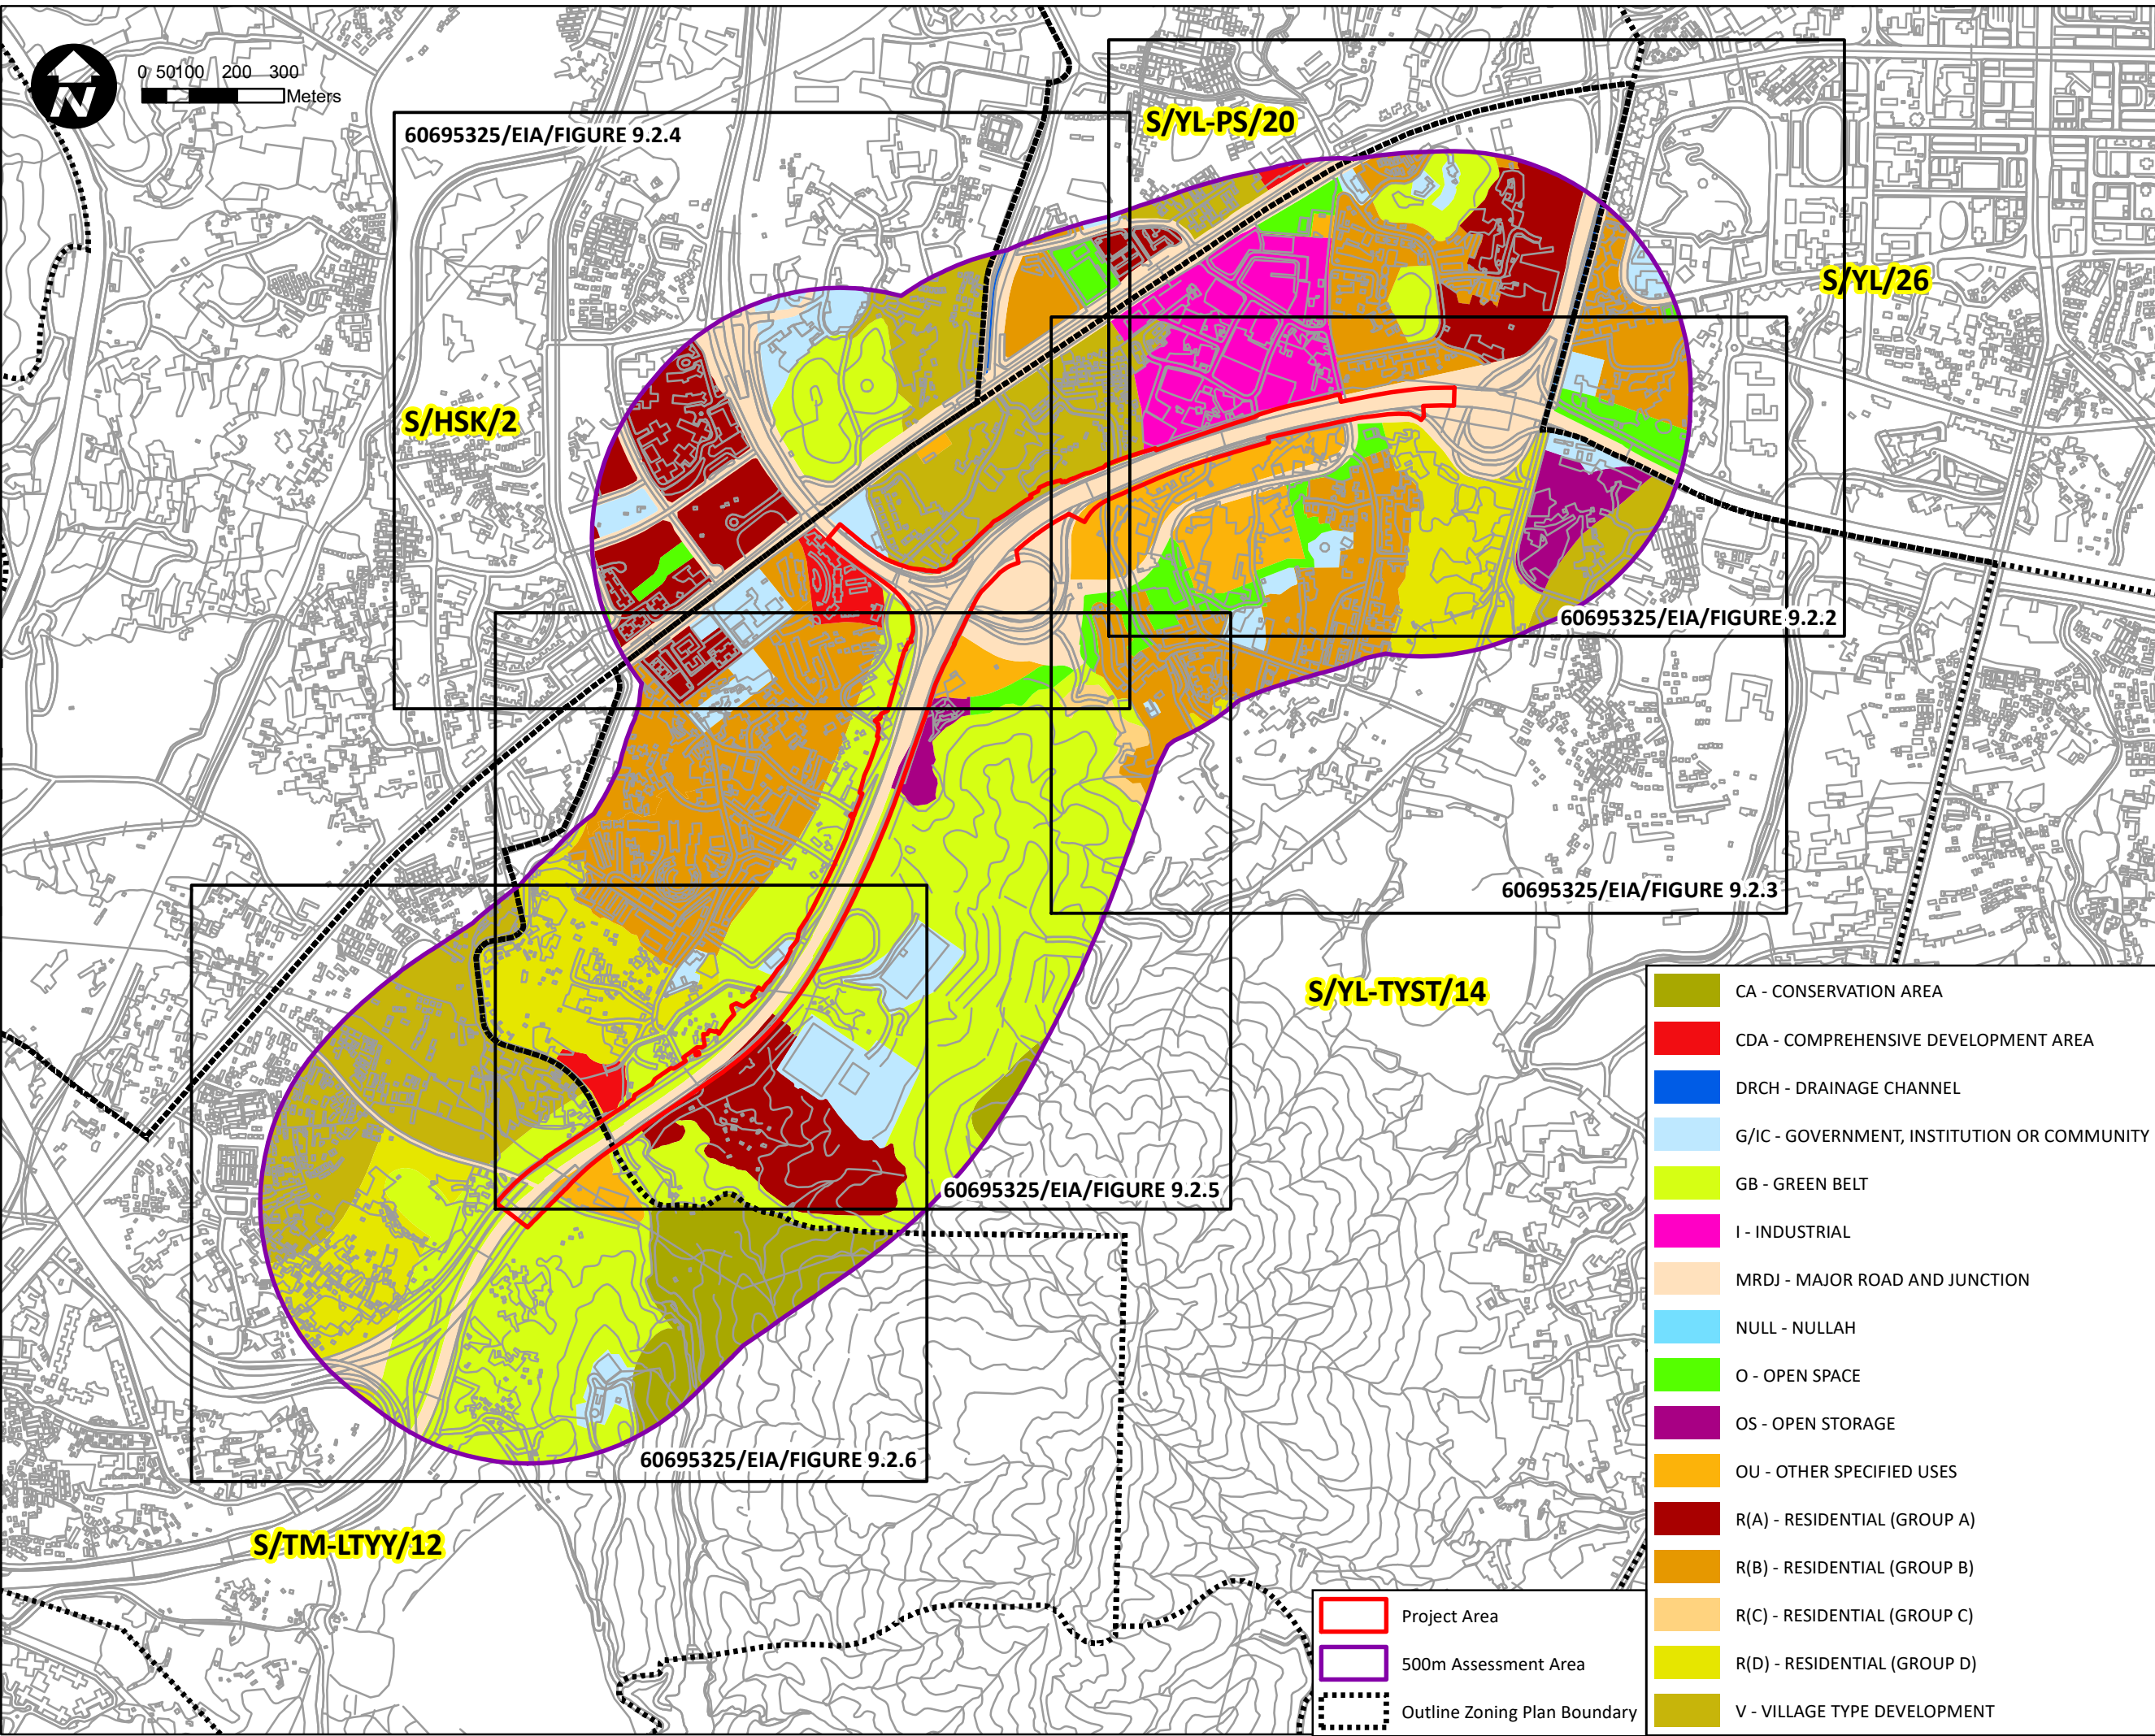 N
0 50100 200 300
Meters
S/YL-PS/20
60695325/EIA/FIGURE 9.2.4
S/YL/26
S/HSK/2
60695325/EIA/FIGURE 9.2.2
60695325/EIA/FIGURE 9.2.3
S/YL-TYST/14
60695325/EIA/FIGURE 9.2.5
60695325/EIA/FIGURE 9.2.6
S/TM-LTYY/12
CA - CONSERVATION AREA
CDA - COMPREHENSIVE DEVELOPMENT AREA
DRCH - DRAINAGE CHANNEL
G/IC - GOVERNMENT, INSTITUTION OR COMMUNITY
GB - GREEN BELT
I - INDUSTRIAL
MRDJ - MAJOR ROAD AND JUNCTION
NULL - NULLAH
O - OPEN SPACE
OS - OPEN STORAGE
OU - OTHER SPECIFIED USES
R(A) - RESIDENTIAL (GROUP A)
R(B) - RESIDENTIAL (GROUP B)
R(C) - RESIDENTIAL (GROUP C)
R(D) - RESIDENTIAL (GROUP D)
V - VILLAGE TYPE DEVELOPMENT
Project Area
500m Assessment Area
Outline Zoning Plan Boundary